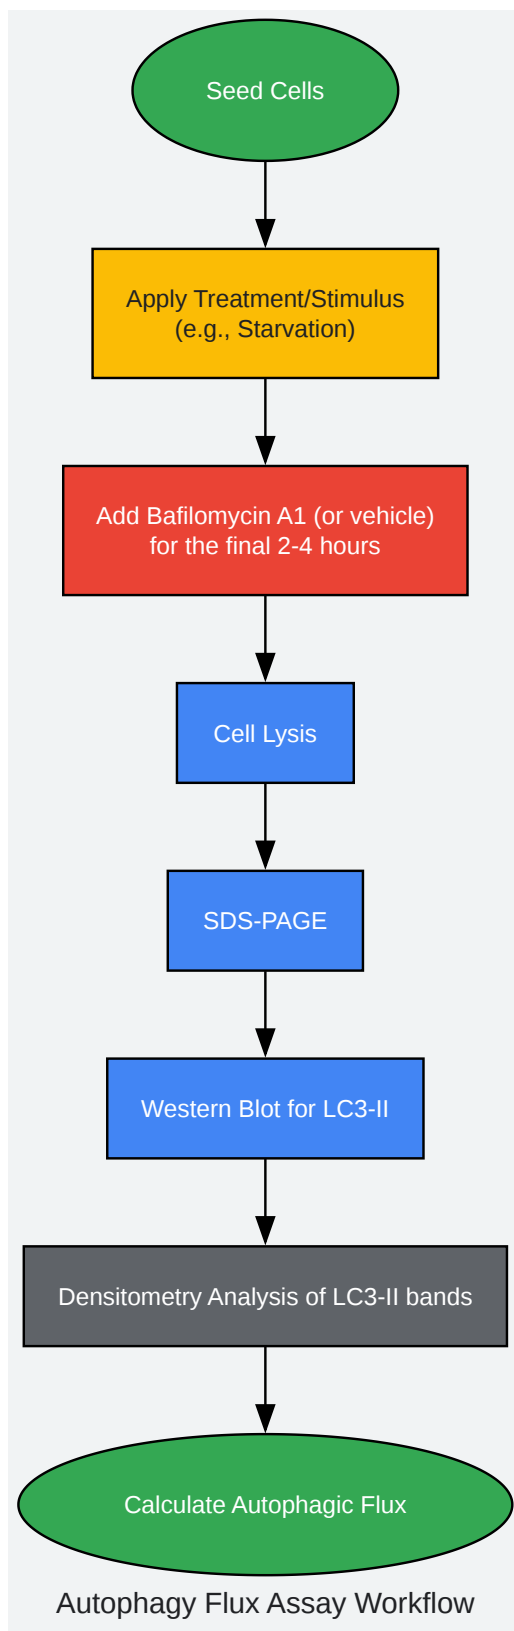 Seed Cells
Apply Treatment/Stimulus
(e.g., Starvation)
Add Bafilomycin A1 (or vehicle)
for the final 2-4 hours
Cell Lysis
SDS-PAGE
Western Blot for LC3-II
Densitometry Analysis of LC3-II bands
Calculate Autophagic Flux
Autophagy Flux Assay Workflow